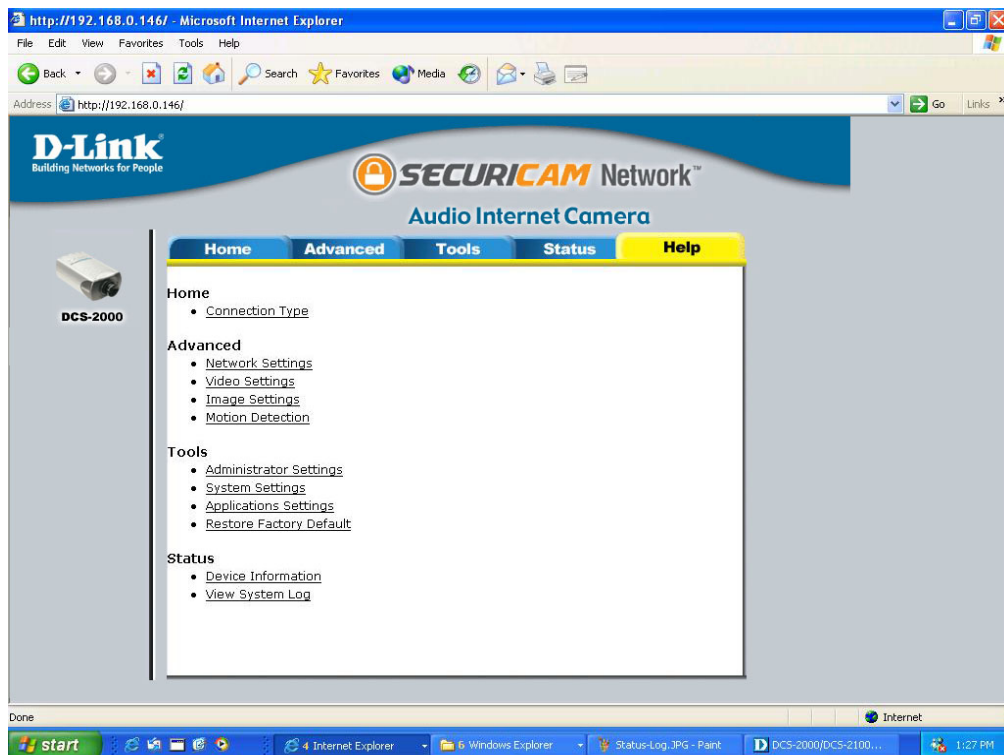 http://192.168.0.146/ - Microsoft Internet Explorer
File Edit View Favorites Tools Help
Back Search Favorites Media
Address http://192.168.0.146/ Go Links »
D-Link
Building Networks for People
SECURICAM Network™
Audio Internet Camera
Home Advanced Tools Status Help
DCS-2000
Home
• Connection Type
Advanced
• Network Settings
• Video Settings
• Image Settings
• Motion Detection
Tools
• Administrator Settings
• System Settings
• Applications Settings
• Restore Factory Default
Status
• Device Information
• View System Log
Done Internet
start 4 Internet Explorer 6 Windows Explorer Status-Log.JPG - Paint DCS-2000/DCS-2100... 1:27 PM